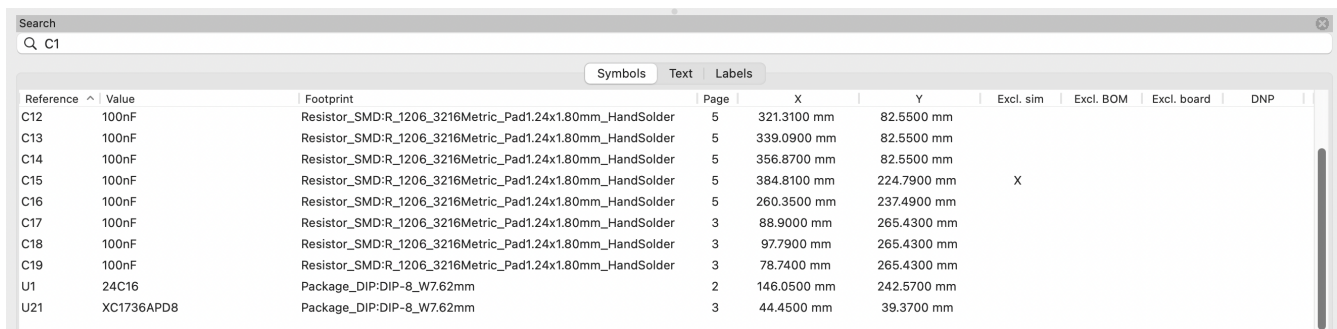 Search
C1
Symbols Text Labels
Reference Value Footprint Page X Y Excl. sim Excl. BOM Excl. board DNP
C12 100nF Resistor_SMD:R_1206_3216Metric_Pad1.24x1.80mm_HandSolder 5 321.3100 mm 82.5500 mm
C13 100nF Resistor_SMD:R_1206_3216Metric_Pad1.24x1.80mm_HandSolder 5 339.0900 mm 82.5500 mm
C14 100nF Resistor_SMD:R_1206_3216Metric_Pad1.24x1.80mm_HandSolder 5 356.8700 mm 82.5500 mm
C15 100nF Resistor_SMD:R_1206_3216Metric_Pad1.24x1.80mm_HandSolder 5 384.8100 mm 224.7900 mm X
C16 100nF Resistor_SMD:R_1206_3216Metric_Pad1.24x1.80mm_HandSolder 5 260.3500 mm 237.4900 mm
C17 100nF Resistor_SMD:R_1206_3216Metric_Pad1.24x1.80mm_HandSolder 3 88.9000 mm 265.4300 mm
C18 100nF Resistor_SMD:R_1206_3216Metric_Pad1.24x1.80mm_HandSolder 3 97.7900 mm 265.4300 mm
C19 100nF Resistor_SMD:R_1206_3216Metric_Pad1.24x1.80mm_HandSolder 3 78.7400 mm 265.4300 mm
U1 24C16 Package_DIP:DIP-8_W7.62mm 2 146.0500 mm 242.5700 mm
U21 XC1736APD8 Package_DIP:DIP-8_W7.62mm 3 44.4500 mm 39.3700 mm